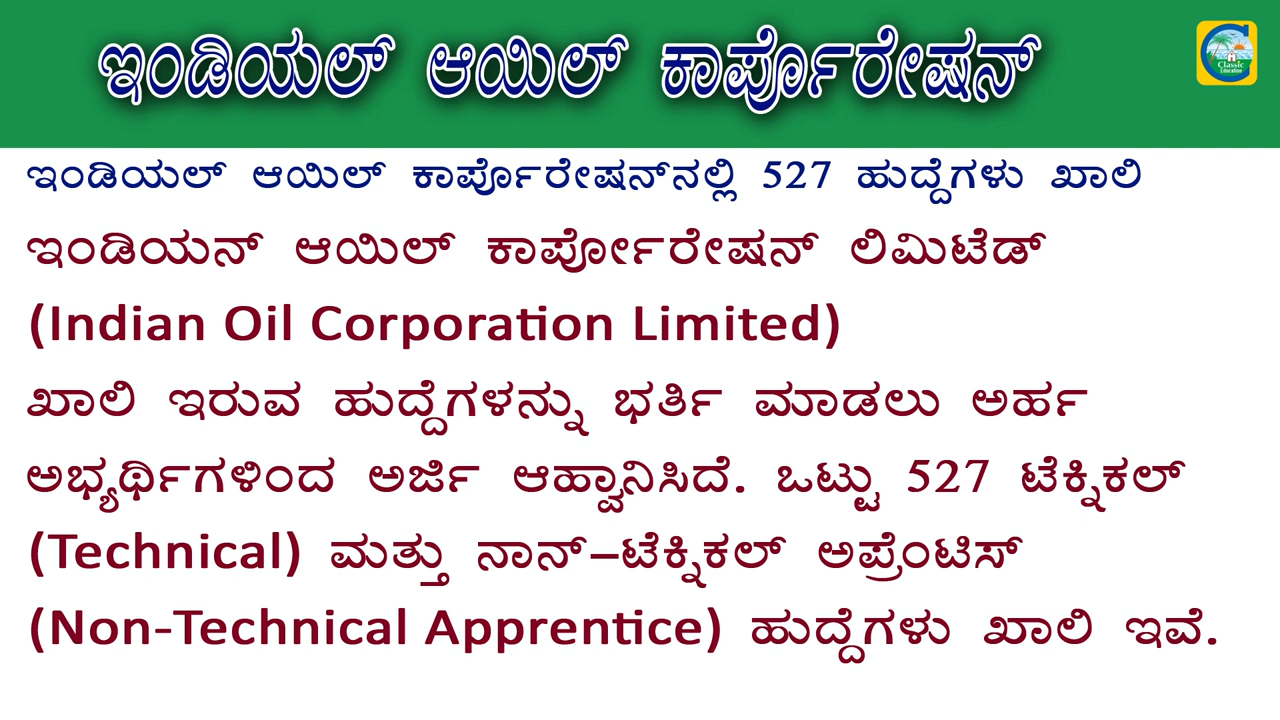 ಇಂಡಿಯಲ್ ಆಯಿಲ್ ಕಾರ್ಪೊರೇಷನ್
Classic
Education
ಇಂಡಿಯಲ್ ಆಯಿಲ್ ಕಾರ್ಪೊರೇಷನ್‌ನಲ್ಲಿ 527 ಹುದ್ದೆಗಳು ಖಾಲಿ
ಇಂಡಿಯನ್ ಆಯಿಲ್ ಕಾರ್ಪೋರೇಷನ್ ಲಿಮಿಟೆಡ್
(Indian Oil Corporation Limited)
ಖಾಲಿ ಇರುವ ಹುದ್ದೆಗಳನ್ನು ಭರ್ತಿ ಮಾಡಲು ಅರ್ಹ
ಅಭ್ಯರ್ಥಿಗಳಿಂದ ಅರ್ಜಿ ಆಹ್ವಾನಿಸಿದೆ. ಒಟ್ಟು 527 ಟೆಕ್ನಿಕಲ್
(Technical) ಮತ್ತು ನಾನ್–ಟೆಕ್ನಿಕಲ್ ಅಪ್ರೆಂಟಿಸ್
(Non-Technical Apprentice) ಹುದ್ದೆಗಳು ಖಾಲಿ ಇವೆ.